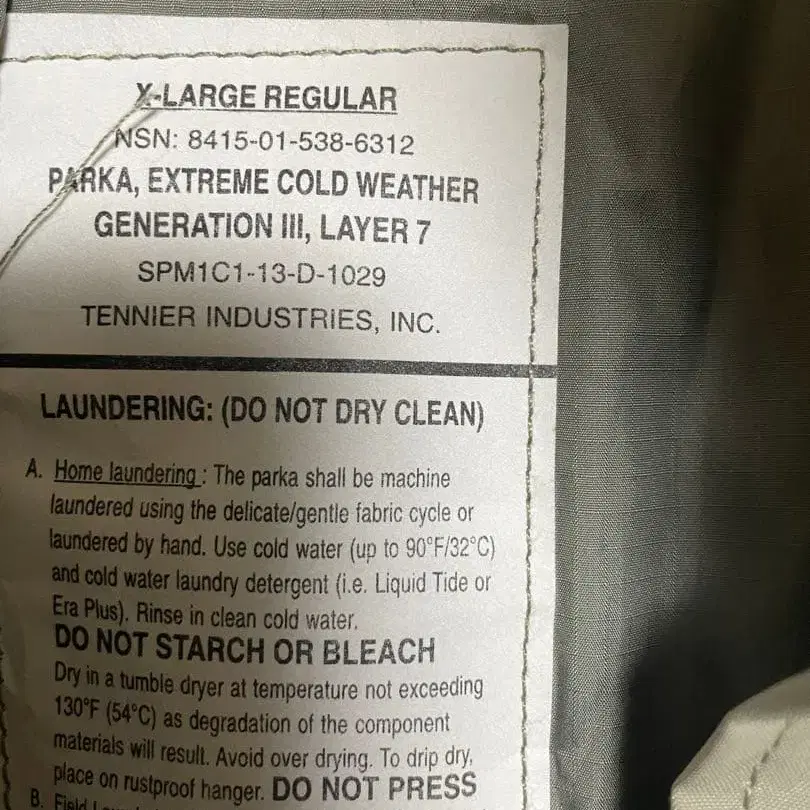 X-LARGE REGULAR
NSN: 8415-01-538-6312
PARKA, EXTREME COLD WEATHER
GENERATION III, LAYER 7
SPM1C1-13-D-1029
TENNIER INDUSTRIES, INC.
LAUNDERING: (DO NOT DRY CLEAN)
A. Home laundering : The parka shall be machine
laundered using the delicate/gentle fabric cycle or
laundered by hand. Use cold water (up to 90°F/32°C)
and cold water laundry detergent (i.e. Liquid Tide or
Era Plus). Rinse in clean cold water.
DO NOT STARCH OR BLEACH
Dry in a tumble dryer at temperature not exceeding
130°F (54°C) as degradation of the component
materials will result. Avoid over drying. To drip dry,
place on rustproof hanger. DO NOT PRESS
B. Field